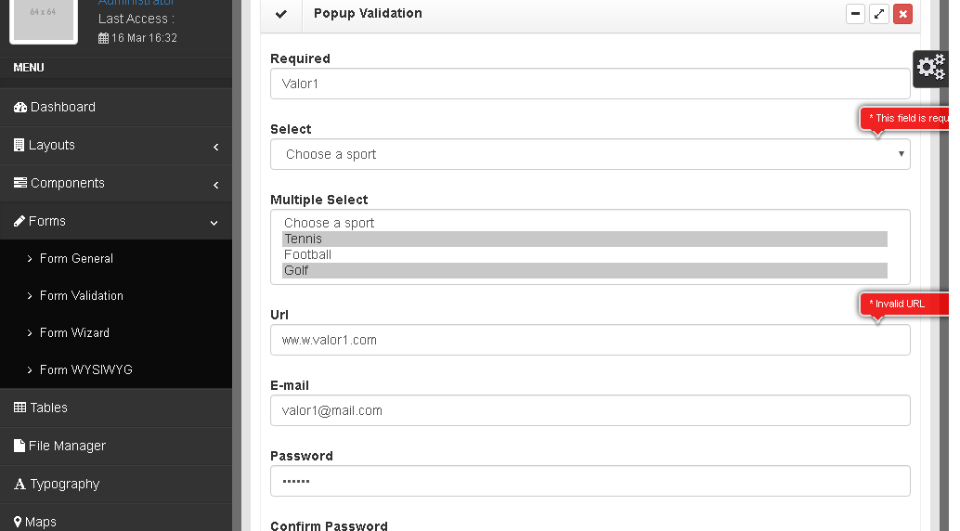 64 x 64
Administrator
Last Access :
16 Mar 16:32
MENU
Dashboard
Layouts
Components
Forms
Form General
Form Validation
Form Wizard
Form WYSIWYG
Tables
File Manager
Typography
Maps
Popup Validation
Required
Valor1
* This field is requ
Select
Choose a sport
Multiple Select
Choose a sport
Tennis
Football
Golf
* Invalid URL
Url
ww.w.valor1.com
E-mail
valor1@mail.com
Password
••••••
Confirm Password